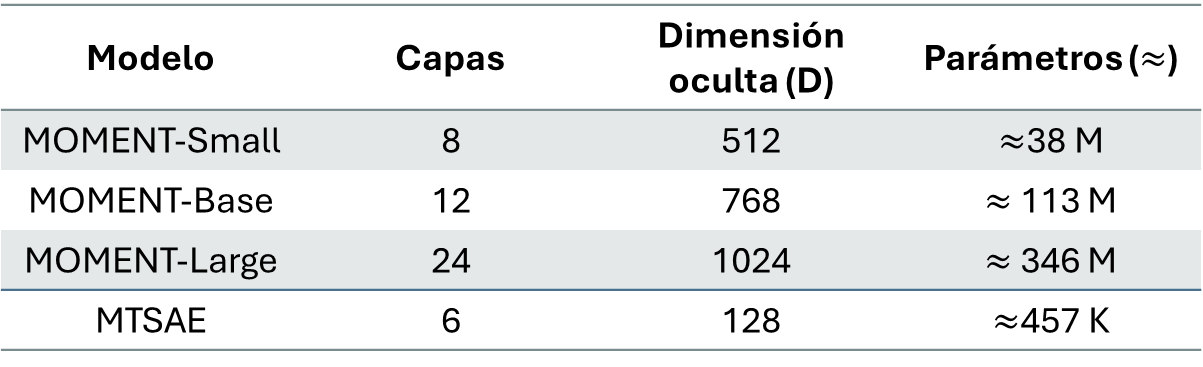 Modelo Capas Dimensión oculta (D) Parámetros (≈)
MOMENT-Small 8 512 ≈38 M
MOMENT-Base 12 768 ≈ 113 M
MOMENT-Large 24 1024 ≈ 346 M
MTSAE 6 128 ≈457 K